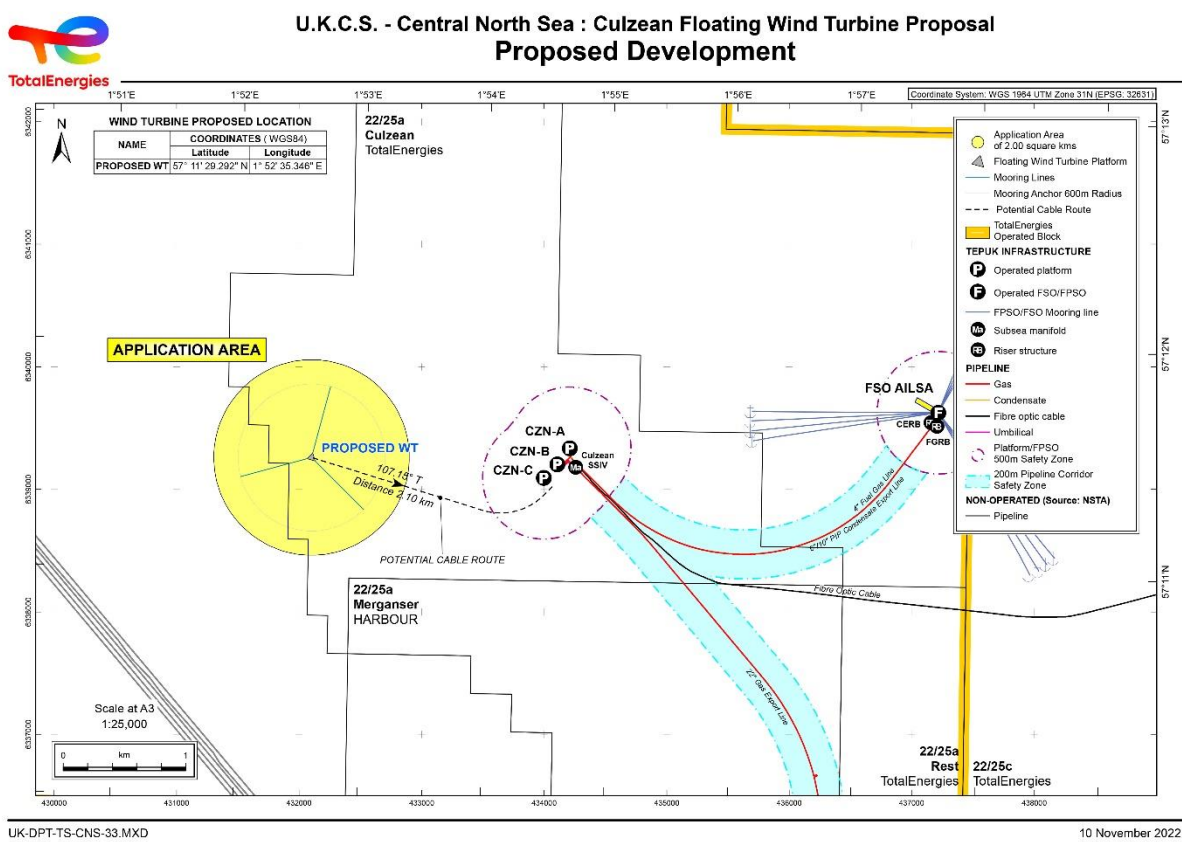 TotalEnergies
U.K.C.S. - Central North Sea : Culzean Floating Wind Turbine Proposal
Proposed Development
1°51'E
1°52'E
1°53'E
1°54'E
1°55'E
1°56'E
1°57'E
Coordinate System: WGS 1984 UTM Zone 31N (EPSG: 32631)
N
WIND TURBINE PROPOSED LOCATION
NAME
COORDINATES (WGS84)
Latitude
Longitude
PROPOSED WT
57° 11' 29.292" N
1° 52' 35.346" E
22/25a
Culzean
TotalEnergies
6342000
6341000
6340000
6339000
6338000
6337000
57°13'N
57°12'N
57°11'N
Application Area
of 2.00 square kms
Floating Wind Turbine Platform
Mooring Lines
Mooring Anchor 600m Radius
Potential Cable Route
TotalEnergies
Operated Block
TEPUK INFRASTRUCTURE
P Operated platform
F Operated FSO/FPSO
FPSO/FSO Mooring line
Ma Subsea manifold
RB Riser structure
PIPELINE
Gas
Condensate
Fibre optic cable
Umbilical
Platform/FPSO
500m Safety Zone
200m Pipeline Corridor
Safety Zone
NON-OPERATED (Source: NSTA)
Pipeline
APPLICATION AREA
PROPOSED WT
107.15° T
Distance 2.10 km
POTENTIAL CABLE ROUTE
CZN-A
P
CZN-B
P
CZN-C
P
Ma
Culzean
SSIV
FSO AILSA
F
CERB
RB
FGRB
4" Fuel Gas Line
6"/10" PIP Condensate Export Line
Fibre Optic Cable
22" Gas Export Line
22/25a
Merganser
HARBOUR
22/25a
Rest
TotalEnergies
22/25c
TotalEnergies
Scale at A3
1:25,000
0
km
1
430000
431000
432000
433000
434000
435000
436000
437000
438000
UK-DPT-TS-CNS-33.MXD
10 November 2022